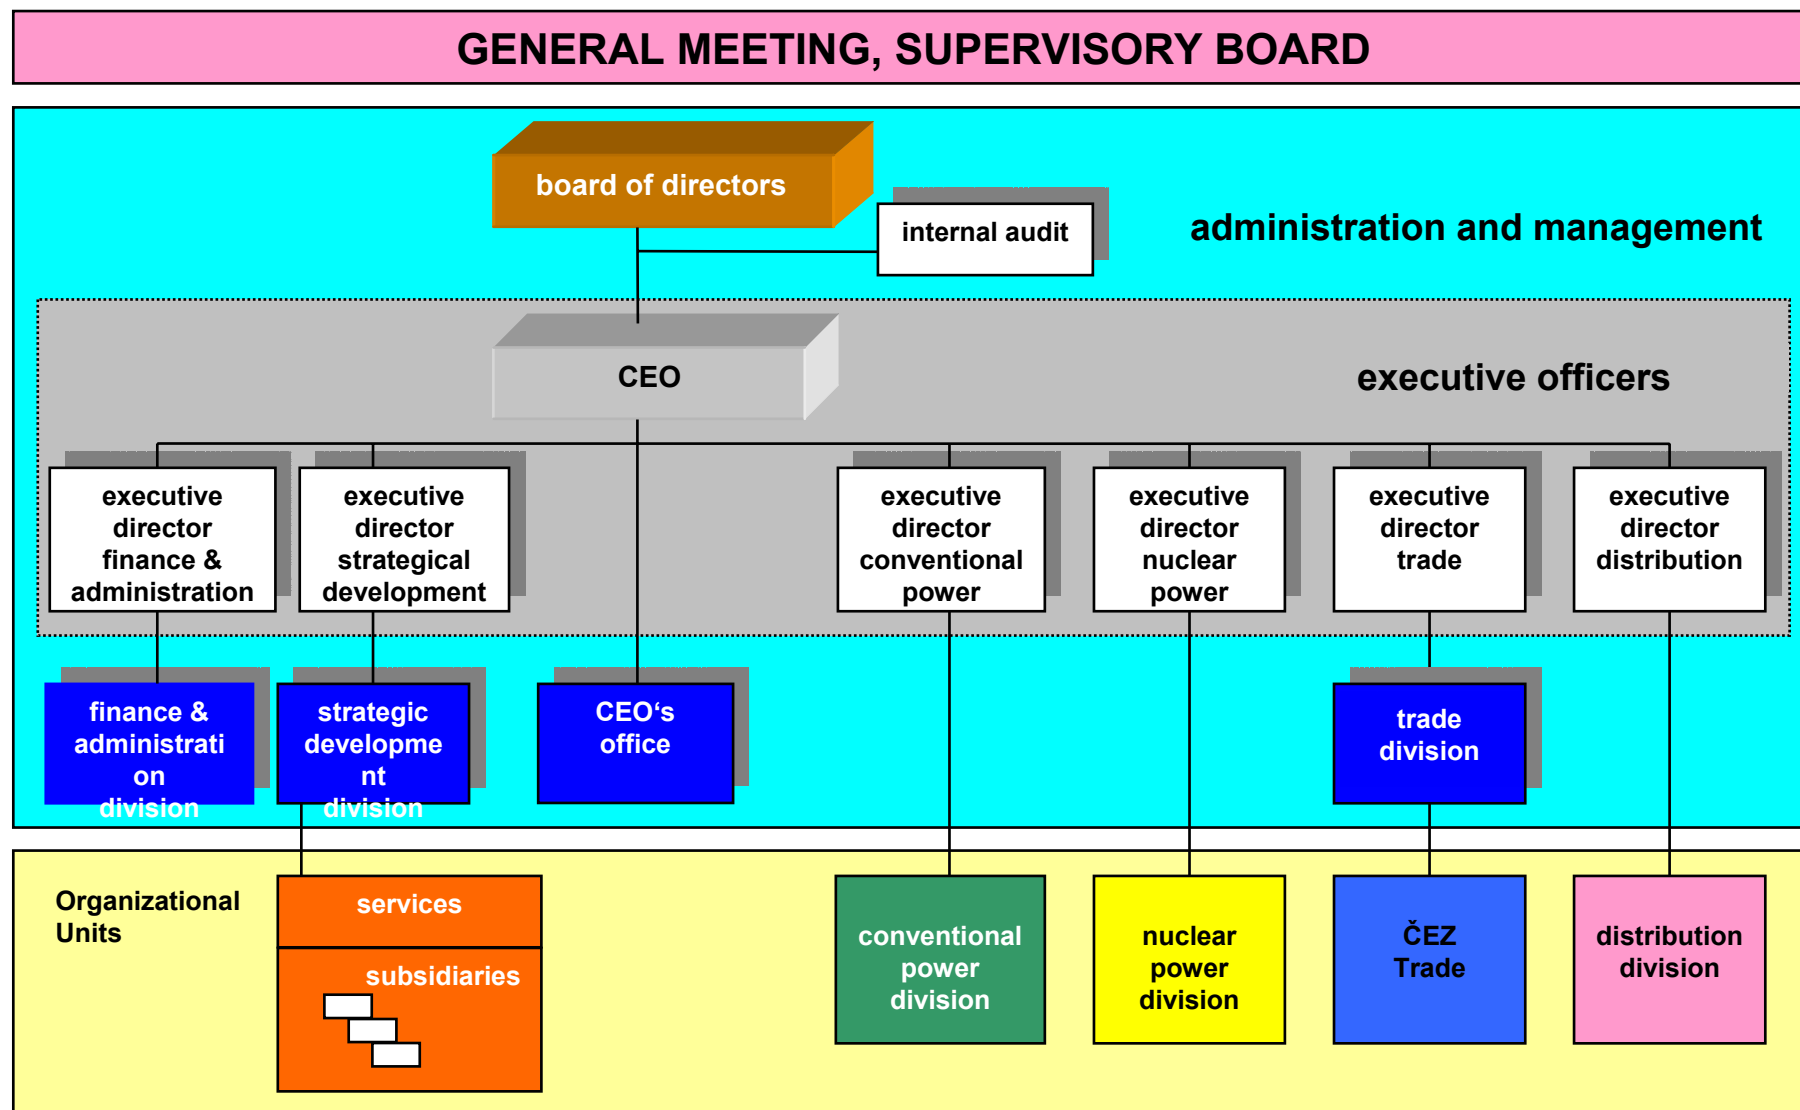 GENERAL MEETING, SUPERVISORY BOARD
board of directors
internal audit
administration and management
CEO
executive officers
executive
director
finance &
administration
executive
director
strategical
development
executive
director
conventional
power
executive
director
nuclear
power
executive
director
trade
executive
director
distribution
finance &
administrati
on
division
strategic
developme
nt
division
CEO‘s
office
trade
division
Organizational
Units
services
subsidiaries
conventional
power
division
nuclear
power
division
ČEZ
Trade
distribution
division